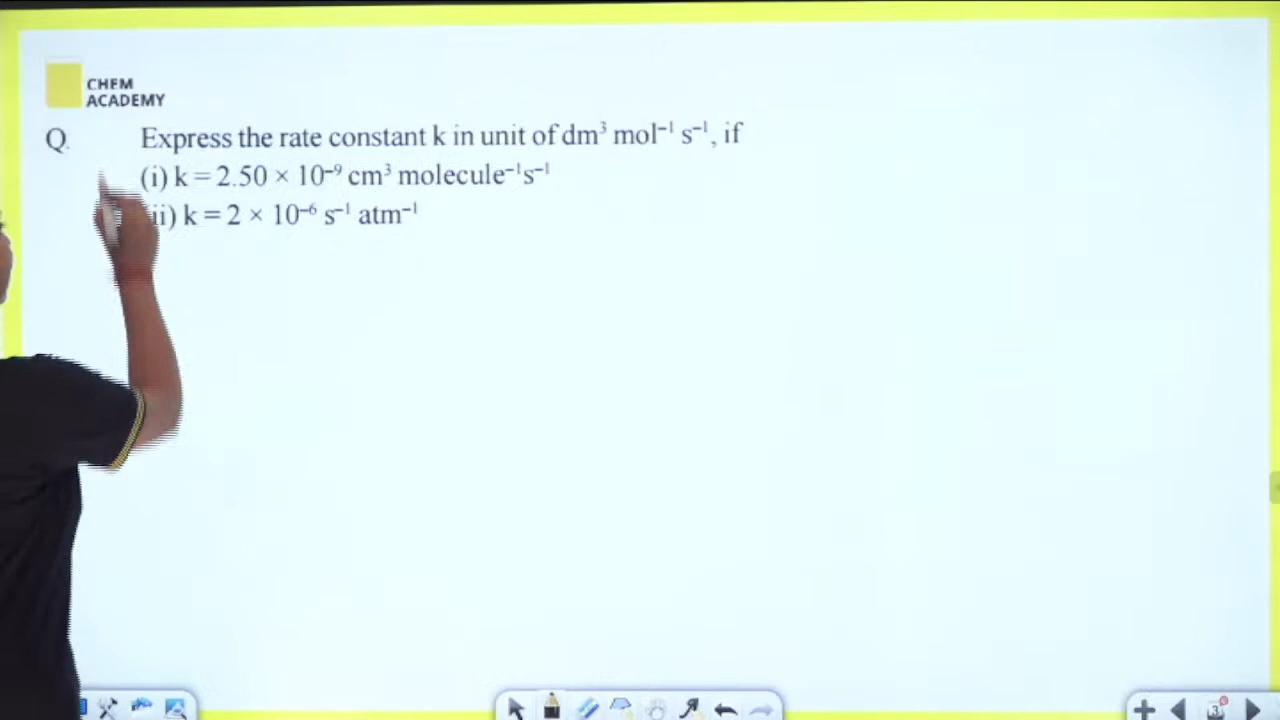 CHEM
ACADEMY
Q. Express the rate constant k in unit of dm³ mol⁻¹ s⁻¹, if
(i) k = 2.50 × 10⁻⁹ cm³ molecule⁻¹s⁻¹
ii) k = 2 × 10⁻⁶ s⁻¹ atm⁻¹
3